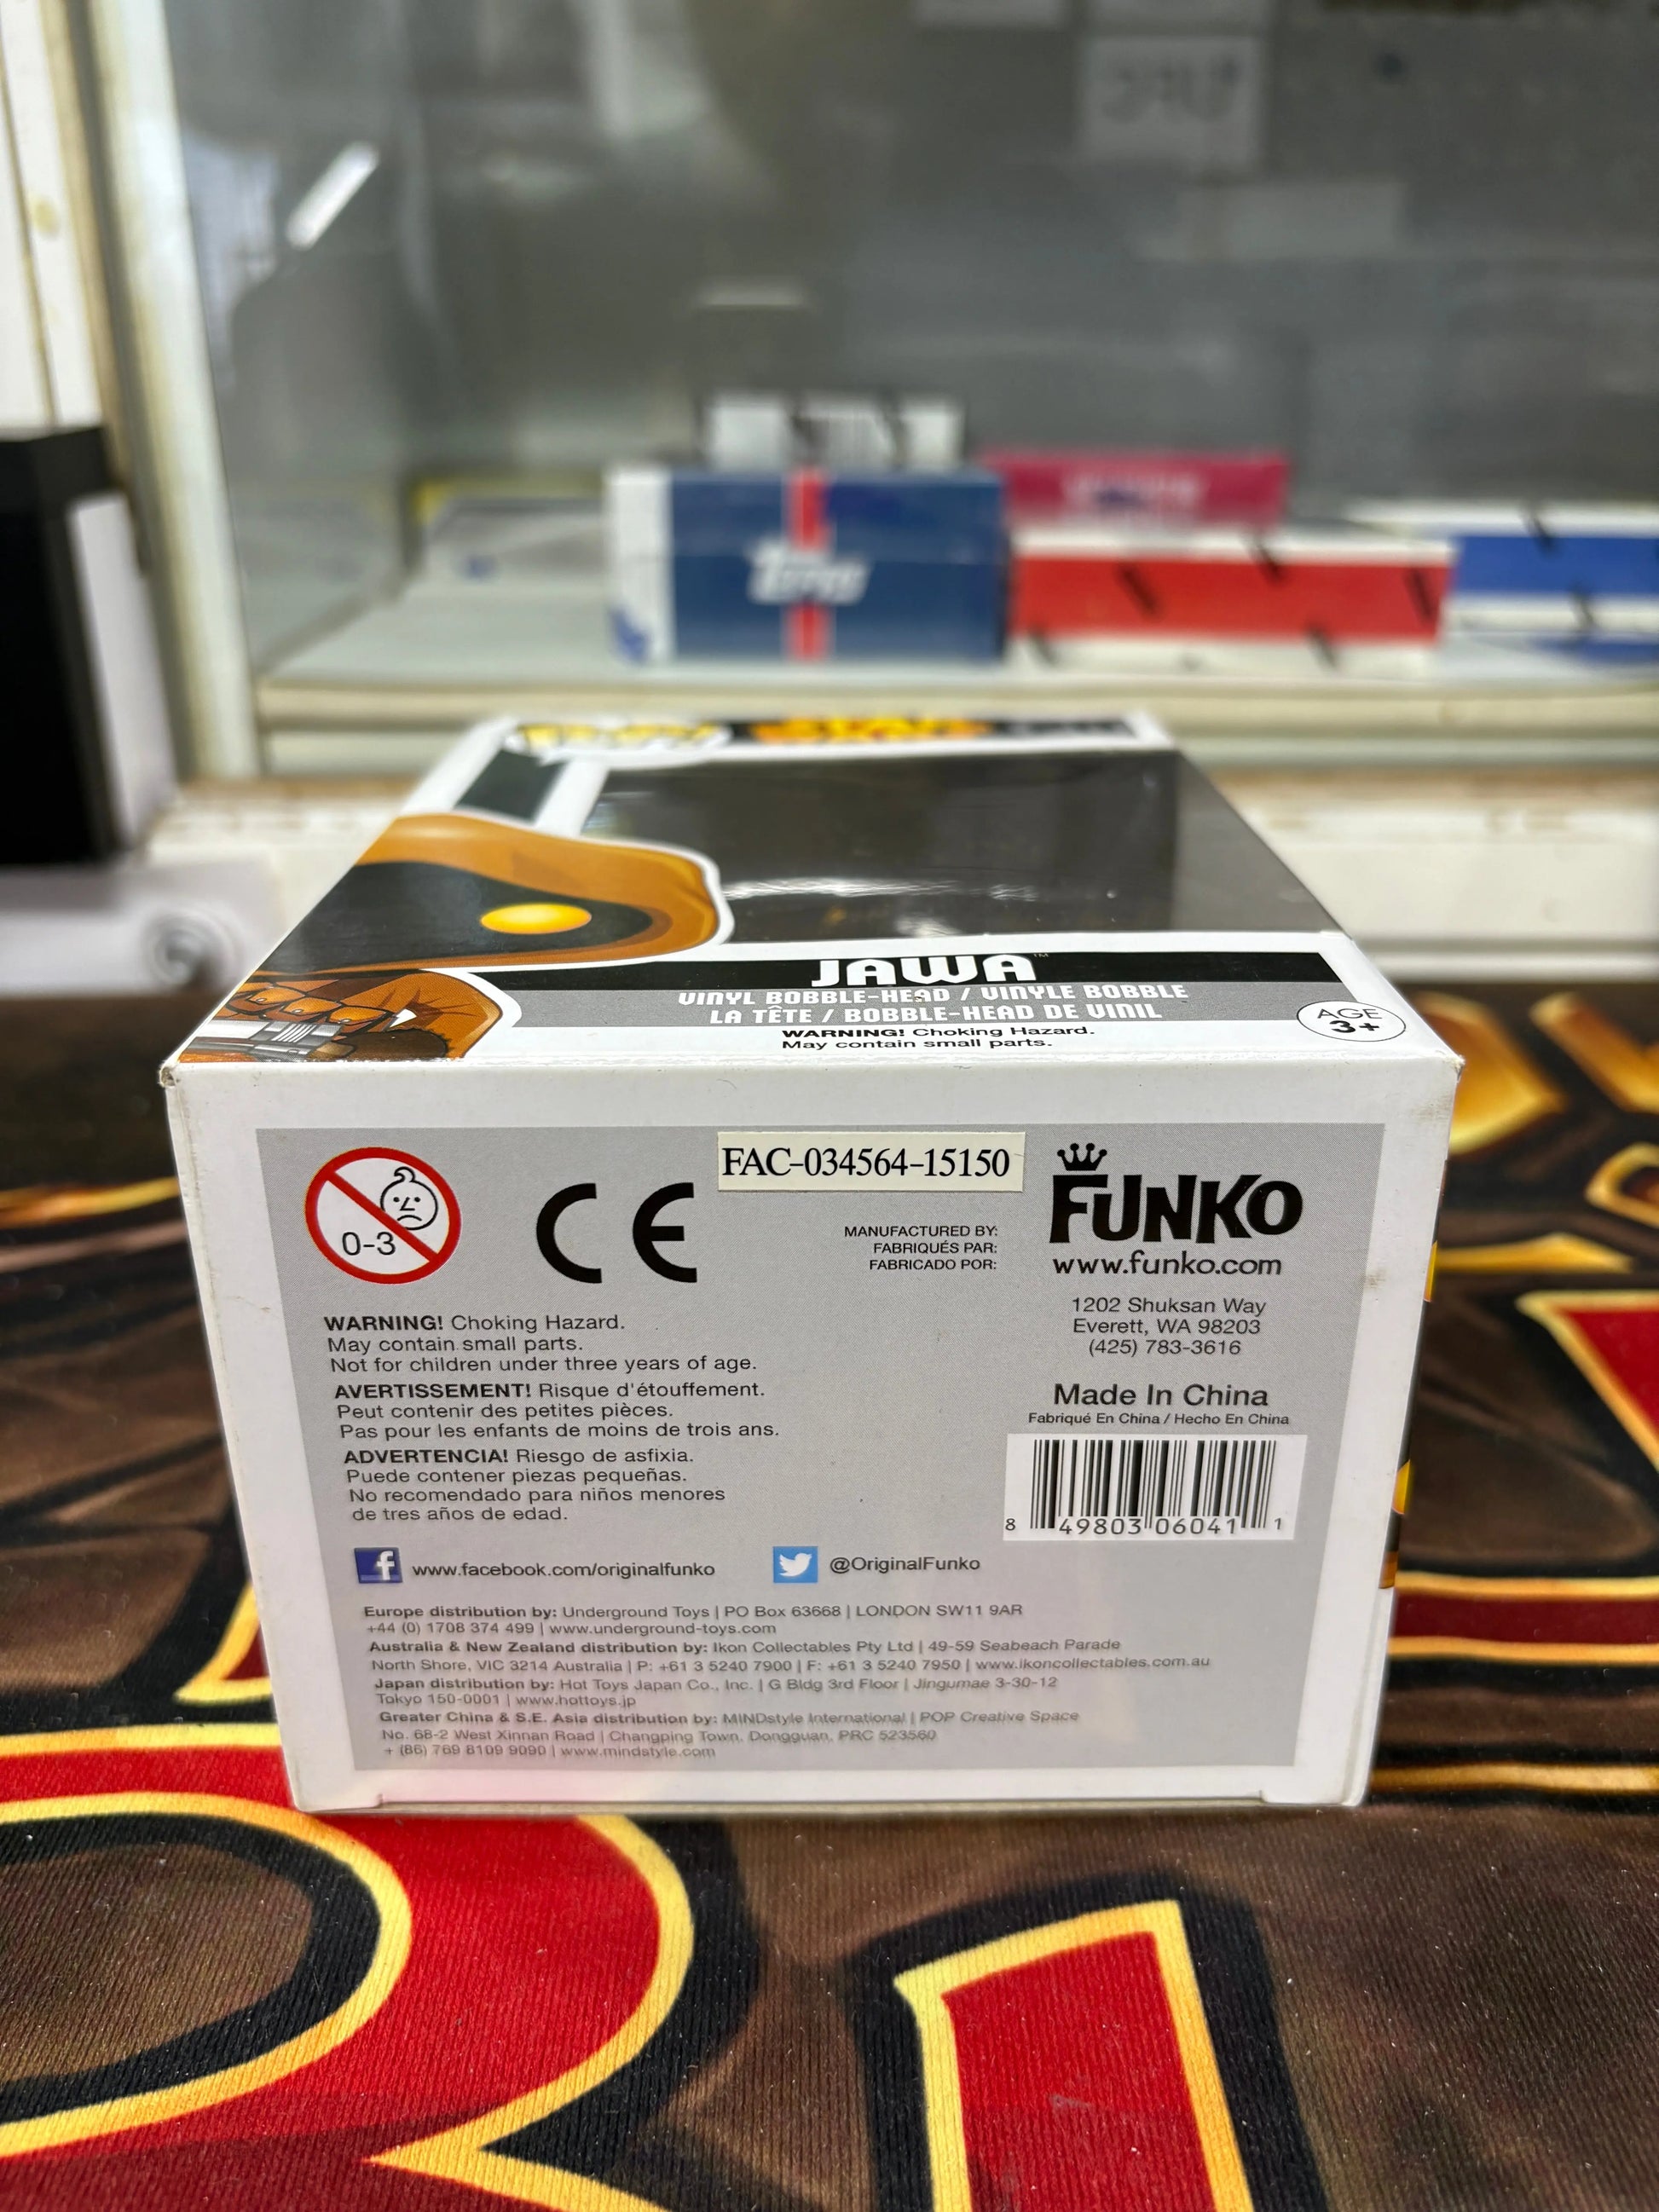 Topps
JAWA™
VINYL BOBBLE-HEAD / VINYLE BOBBLE
LA TÊTE / BOBBLE-HEAD DE VINIL
WARNING! Choking Hazard.
May contain small parts.
AGE
3+
0-3
CE
FAC-034564-15150
MANUFACTURED BY:
FABRIQUÉS PAR:
FABRICADO POR:
FUNKO
www.funko.com
1202 Shuksan Way
Everett, WA 98203
(425) 783-3616
Made In China
Fabriqué En China / Hecho En China
8 49803 06041 1
WARNING! Choking Hazard.
May contain small parts.
Not for children under three years of age.
AVERTISSEMENT! Risque d'étouffement.
Peut contenir des petites pièces.
Pas pour les enfants de moins de trois ans.
ADVERTENCIA! Riesgo de asfixia.
Puede contener piezas pequeñas.
No recomendado para niños menores
de tres años de edad.
f www.facebook.com/originalfunko
@OriginalFunko
Europe distribution by: Underground Toys | PO Box 63668 | LONDON SW11 9AR
+44 (0) 1708 374 499 | www.underground-toys.com
Australia & New Zealand distribution by: Ikon Collectables Pty Ltd | 49-59 Seabeach Parade
North Shore, VIC 3214 Australia | P: +61 3 5240 7900 | F: +61 3 5240 7950 | www.ikoncollectables.com.au
Japan distribution by: Hot Toys Japan Co., Inc. | G Bldg 3rd Floor | Jingumae 3-30-12
Tokyo 150-0001 | www.hottoys.jp
Greater China & S.E. Asia distribution by: MINDstyle International | POP Creative Space
No. 68-2 West Xinnan Road | Changping Town, Dongguan, PRC 523560
+ (86) 769 8109 9090 | www.mindstyle.com